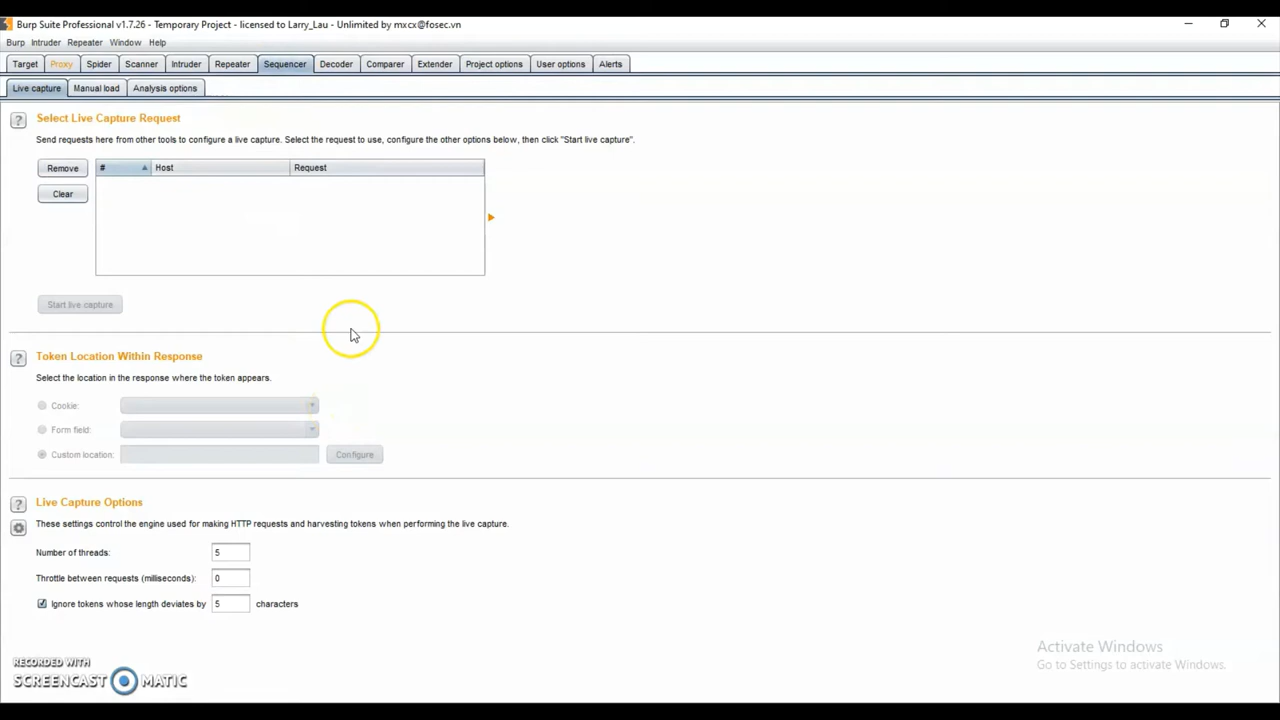 Burp Suite Professional v1.7.26 - Temporary Project - licensed to Larry_Lau - Unlimited by mxcx@fosec.vn
Burp Intruder Repeater Window Help
Target Proxy Spider Scanner Intruder Repeater Sequencer Decoder Comparer Extender Project options User options Alerts
Live capture Manual load Analysis options
? Select Live Capture Request
Send requests here from other tools to configure a live capture. Select the request to use, configure the other options below, then click "Start live capture".
Remove # Host Request
Clear
Start live capture
? Token Location Within Response
Select the location in the response where the token appears.
Cookie:
Form field:
Custom location: Configure
? Live Capture Options
These settings control the engine used for making HTTP requests and harvesting tokens when performing the live capture.
Number of threads: 5
Throttle between requests (milliseconds): 0
Ignore tokens whose length deviates by 5 characters
Activate Windows
Go to Settings to activate Windows.
RECORDED WITH
SCREENCAST MATIC